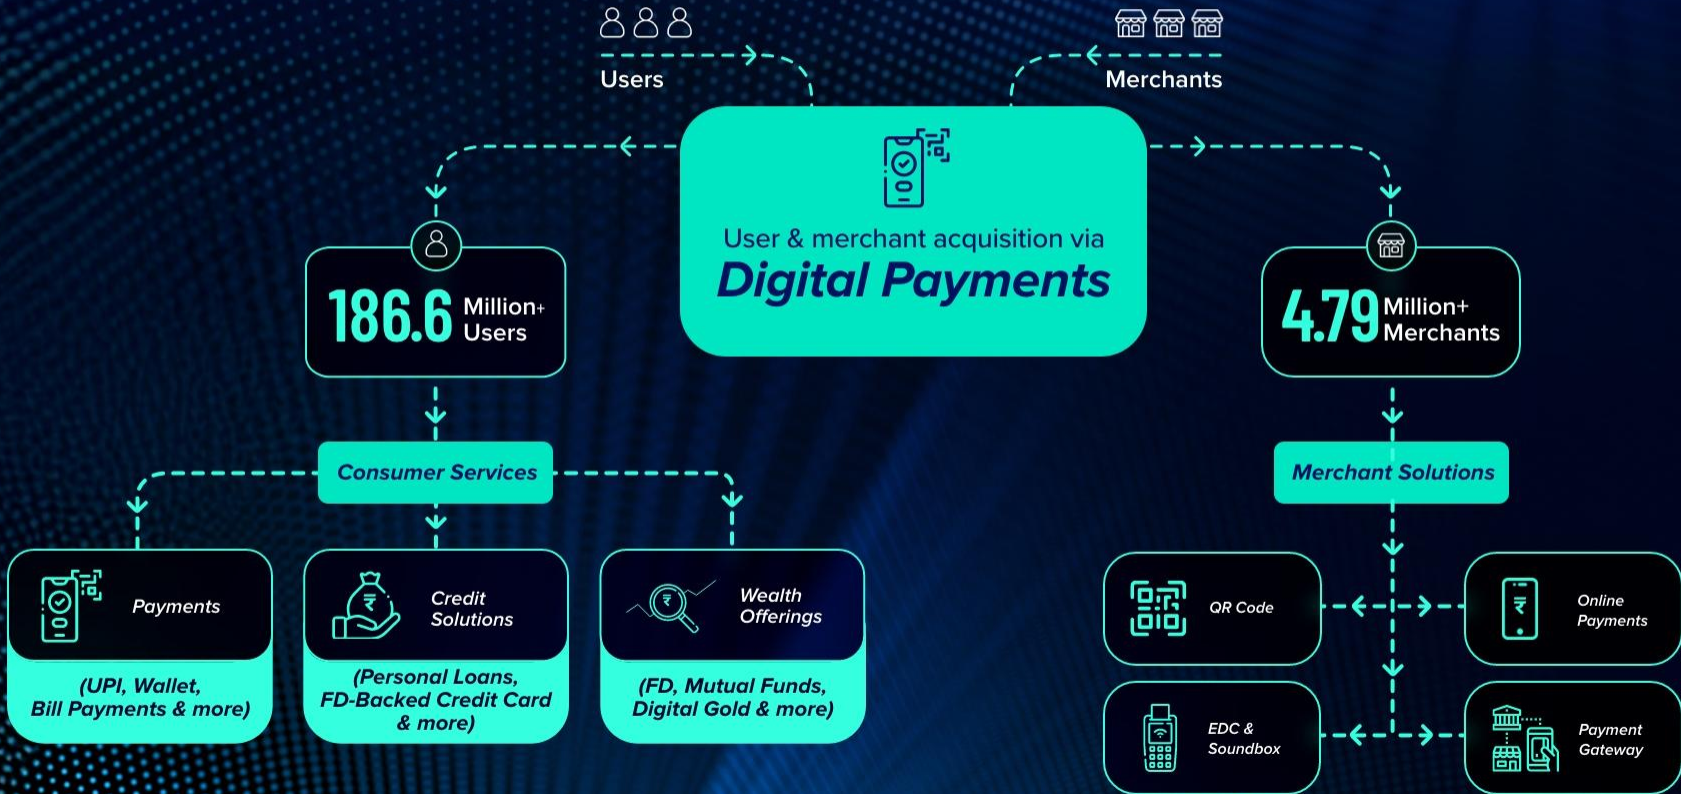 Users
Merchants
User & merchant acquisition via
Digital Payments
186.6 Million+
Users
4.79 Million+
Merchants
Consumer Services
Merchant Solutions
Payments
(UPI, Wallet,
Bill Payments & more)
Credit
Solutions
(Personal Loans,
FD-Backed Credit Card
& more)
Wealth
Offerings
(FD, Mutual Funds,
Digital Gold & more)
QR Code
Online
Payments
EDC &
Soundbox
Payment
Gateway